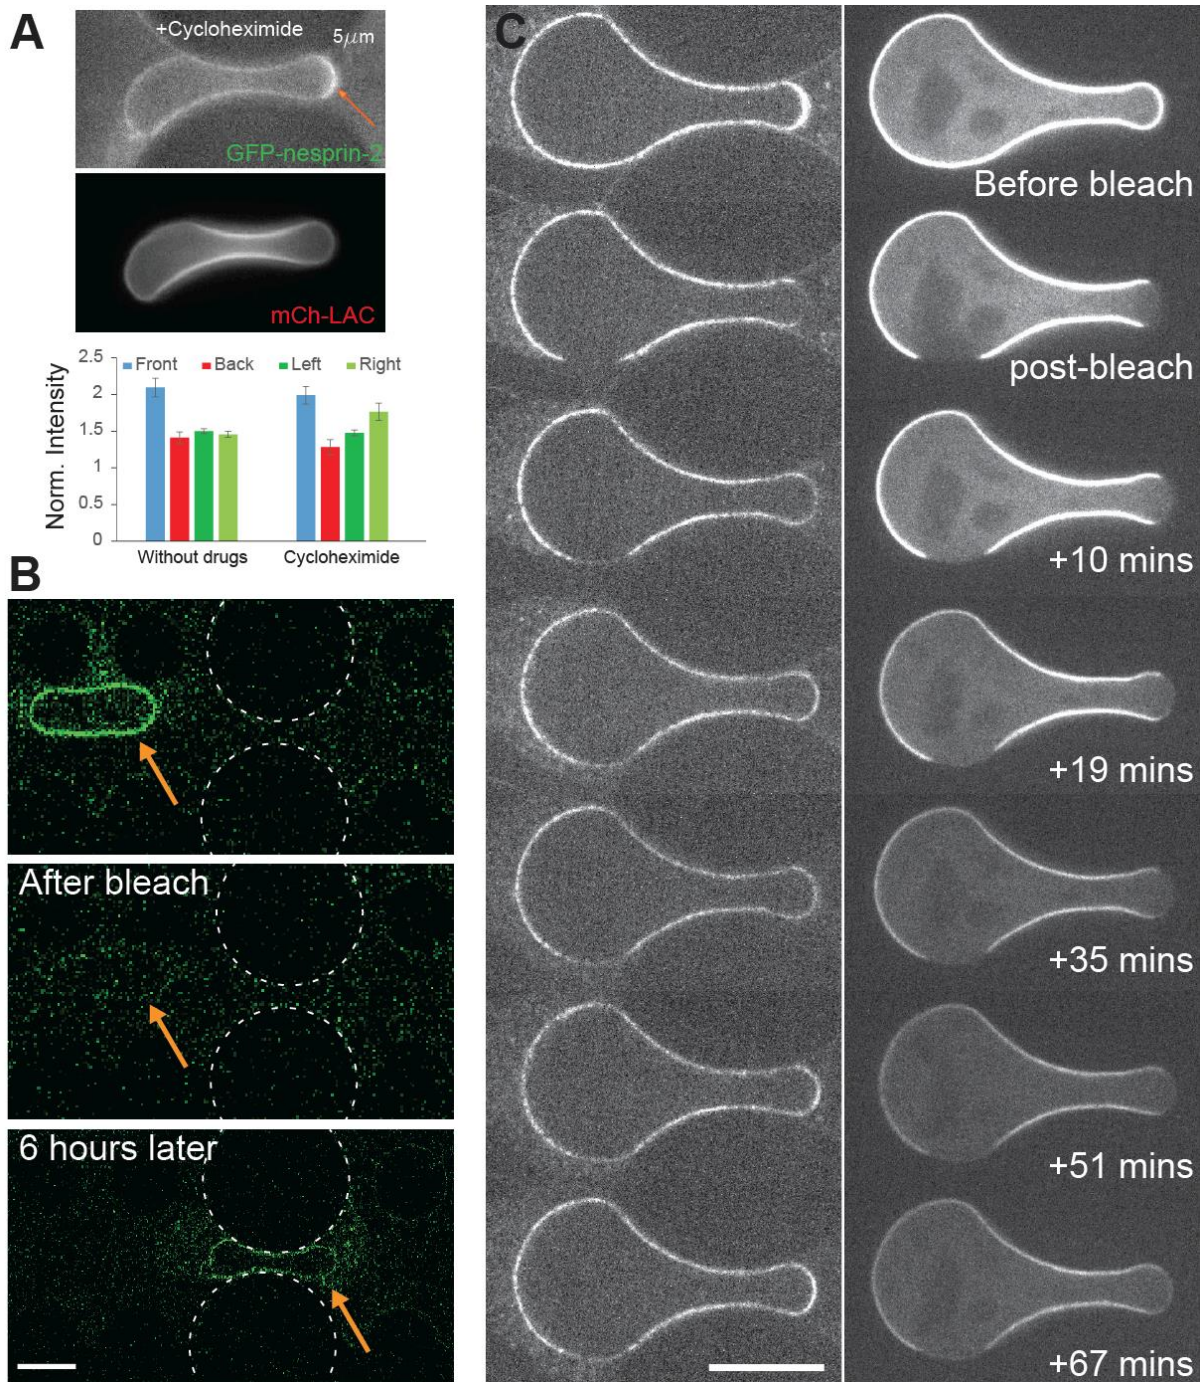 A
+Cycloheximide
5μm
GFP-nesprin-2
mCh-LAC
2.5
2
1.5
1
0.5
0
Norm. Intensity
Front Back Left Right
Without drugs Cycloheximide
B
After bleach
6 hours later
C
Before bleach
post-bleach
+10 mins
+19 mins
+35 mins
+51 mins
+67 mins